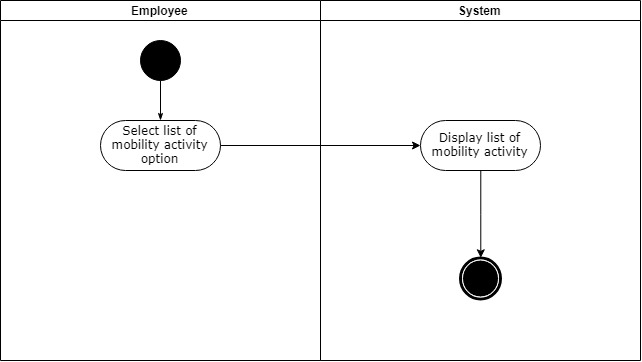 Employee
System
Select list of
mobility activity
option
Display list of
mobility activity